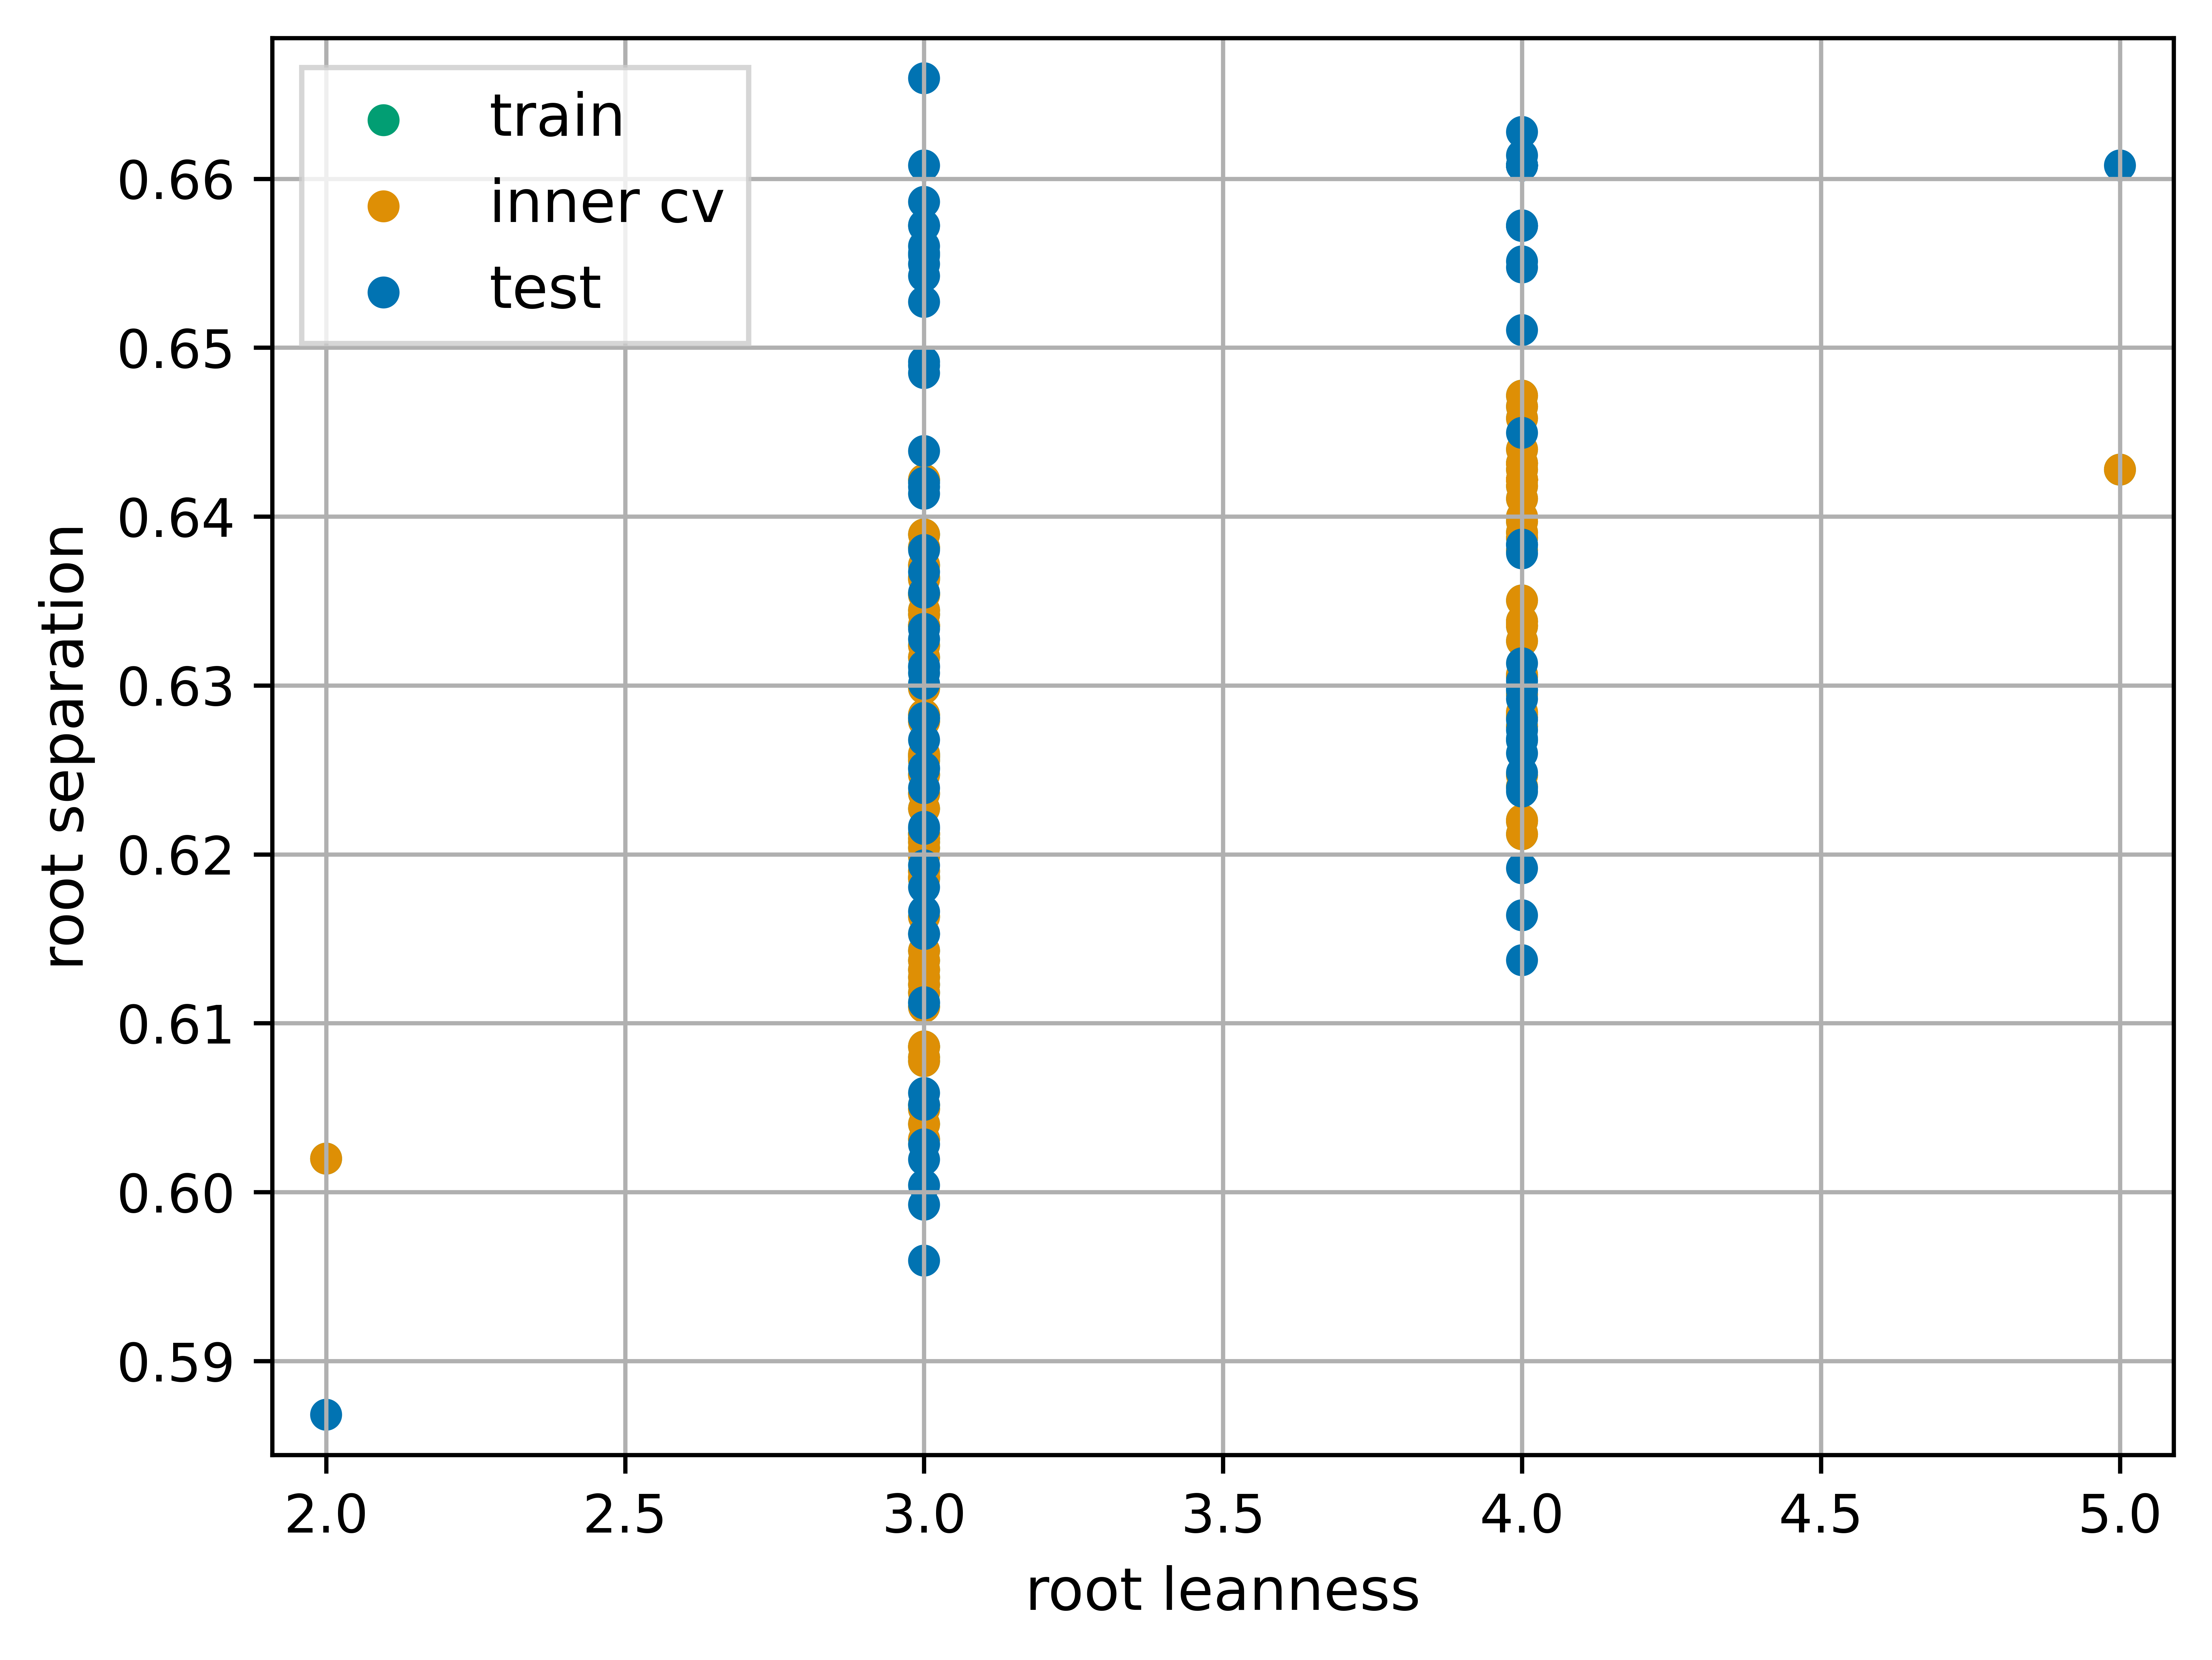 train
inner cv
test
0.66
0.65
0.64
0.63
0.62
0.61
0.60
0.59
root separation
2.0 2.5 3.0 3.5 4.0 4.5 5.0
root leanness